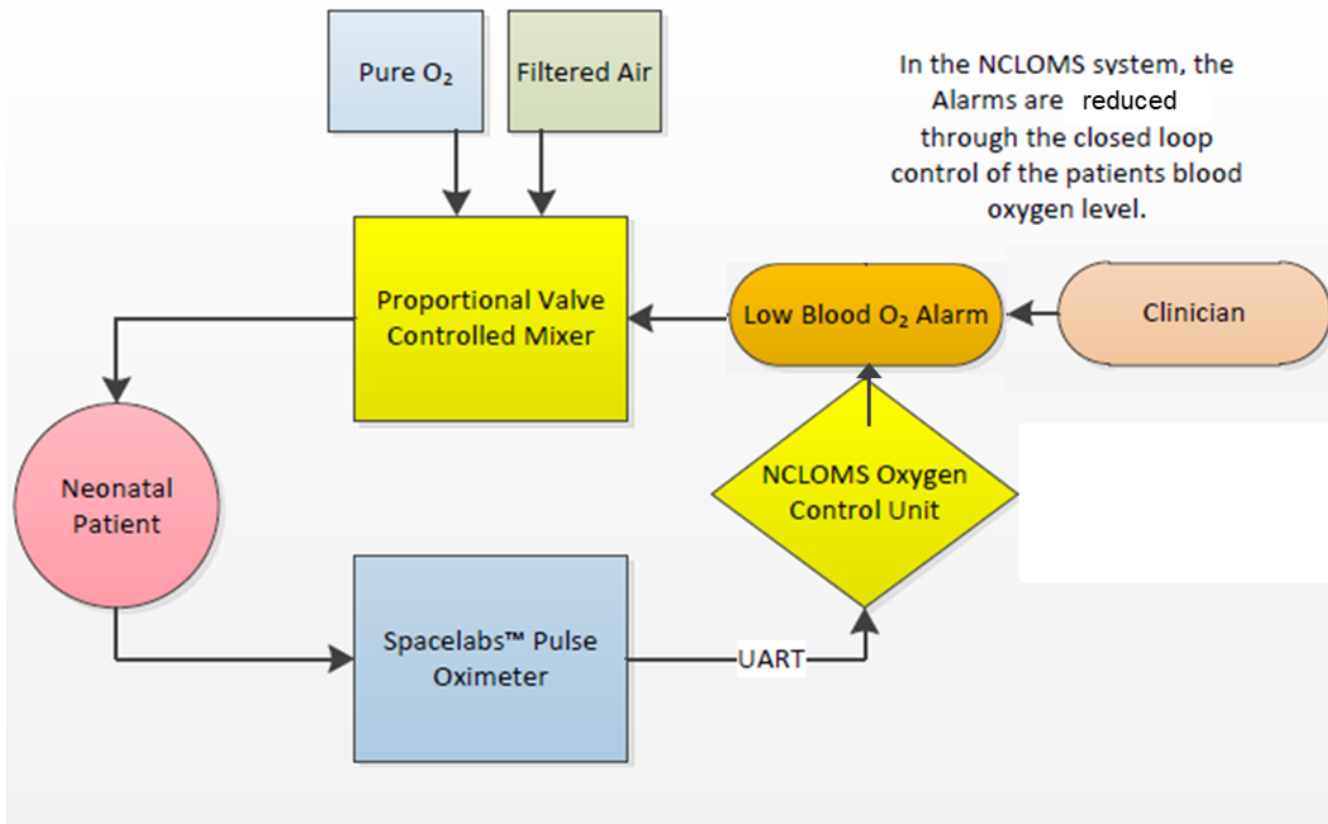 Pure O₂
Filtered Air
In the NCLOMS system, the
Alarms are reduced
through the closed loop
control of the patients blood
oxygen level.
Proportional Valve
Controlled Mixer
Low Blood O₂ Alarm
Clinician
Neonatal
Patient
NCLOMS Oxygen
Control Unit
Spacelabs™ Pulse
Oximeter
UART